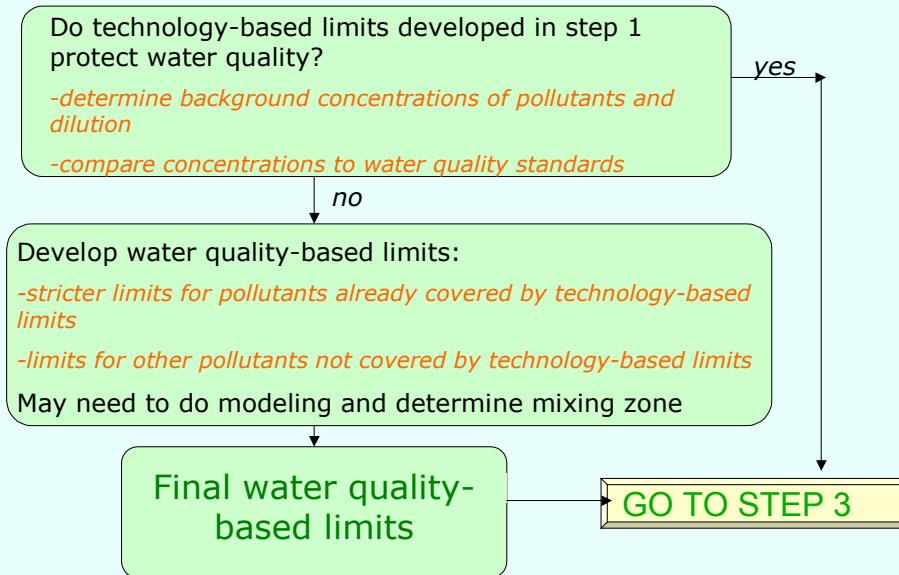 Do technology-based limits developed in step 1
protect water quality?
-determine background concentrations of pollutants and
dilution
-compare concentrations to water quality standards
yes
no
Develop water quality-based limits:
-stricter limits for pollutants already covered by technology-based
limits
-limits for other pollutants not covered by technology-based limits
May need to do modeling and determine mixing zone
Final water quality-
based limits
GO TO STEP 3